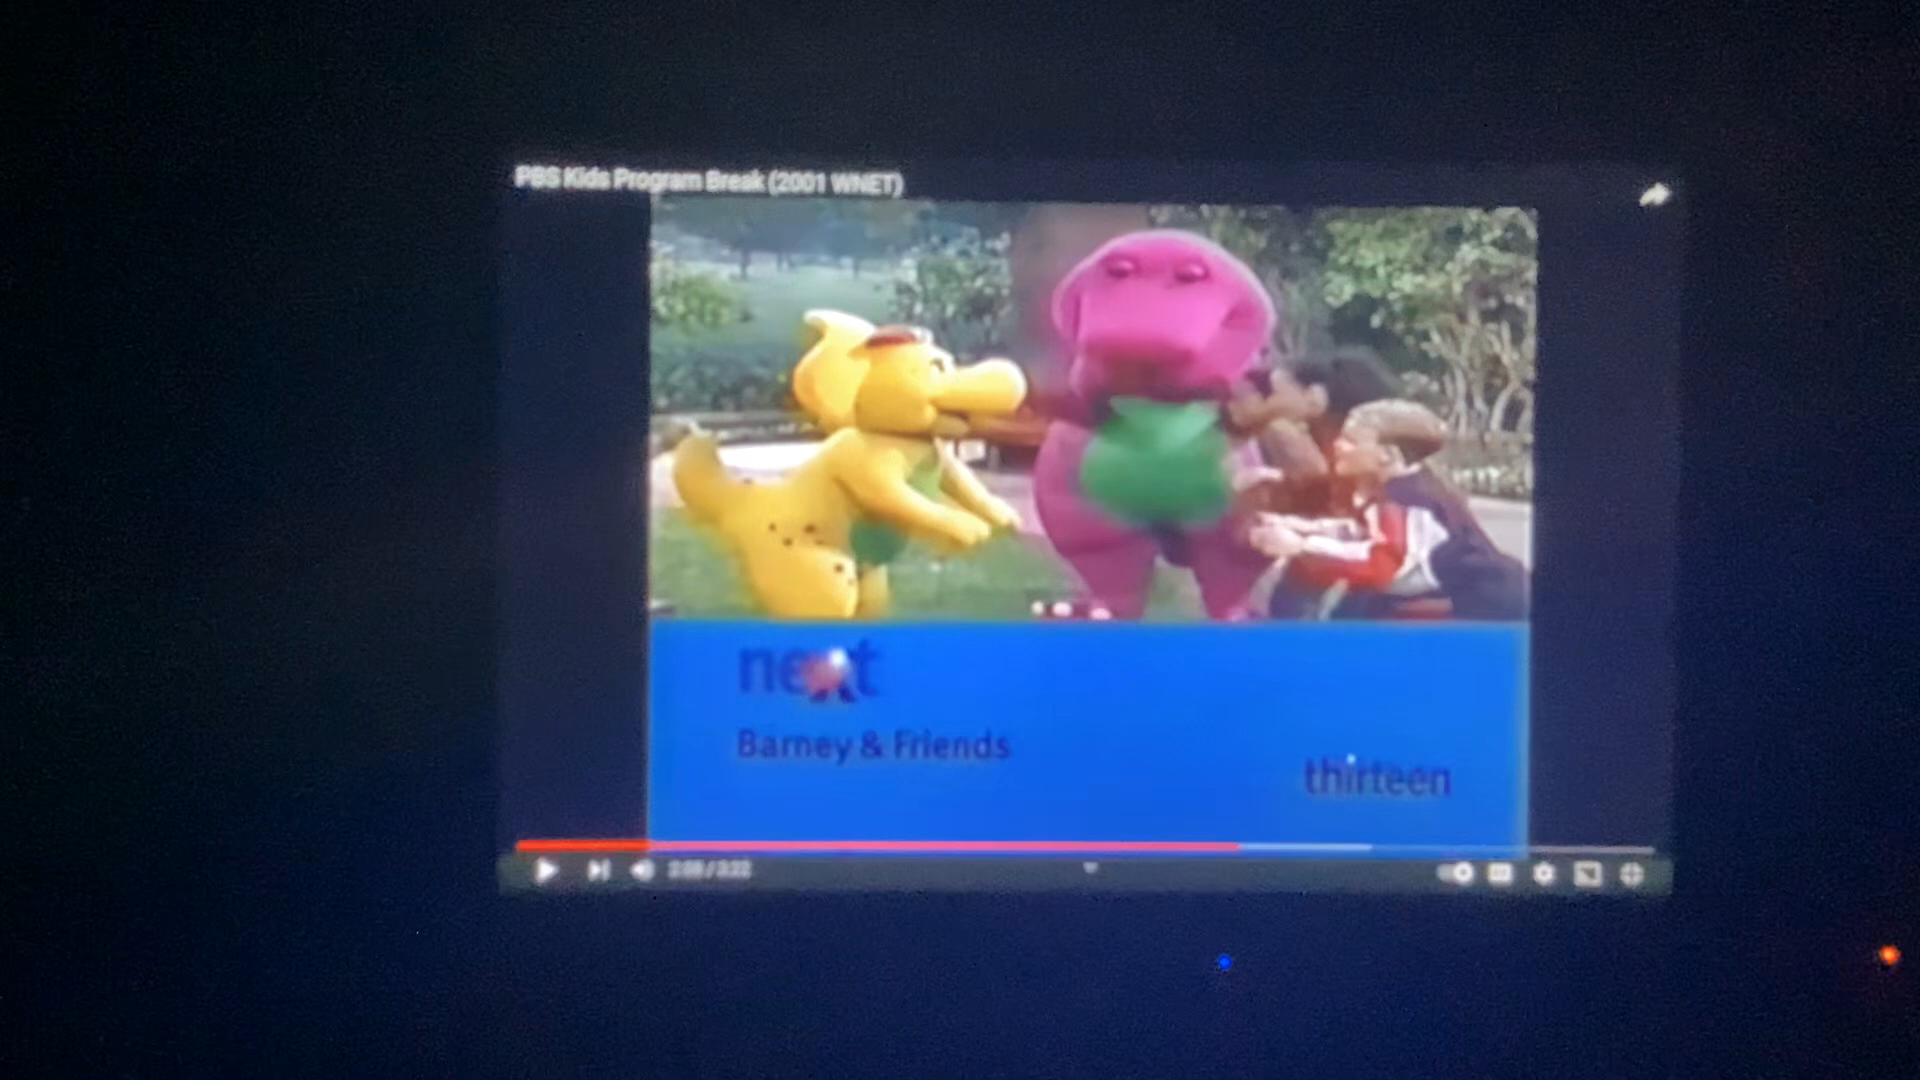 PBS Kids Program Break (2001 WNET)
next
Barney & Friends
thirteen